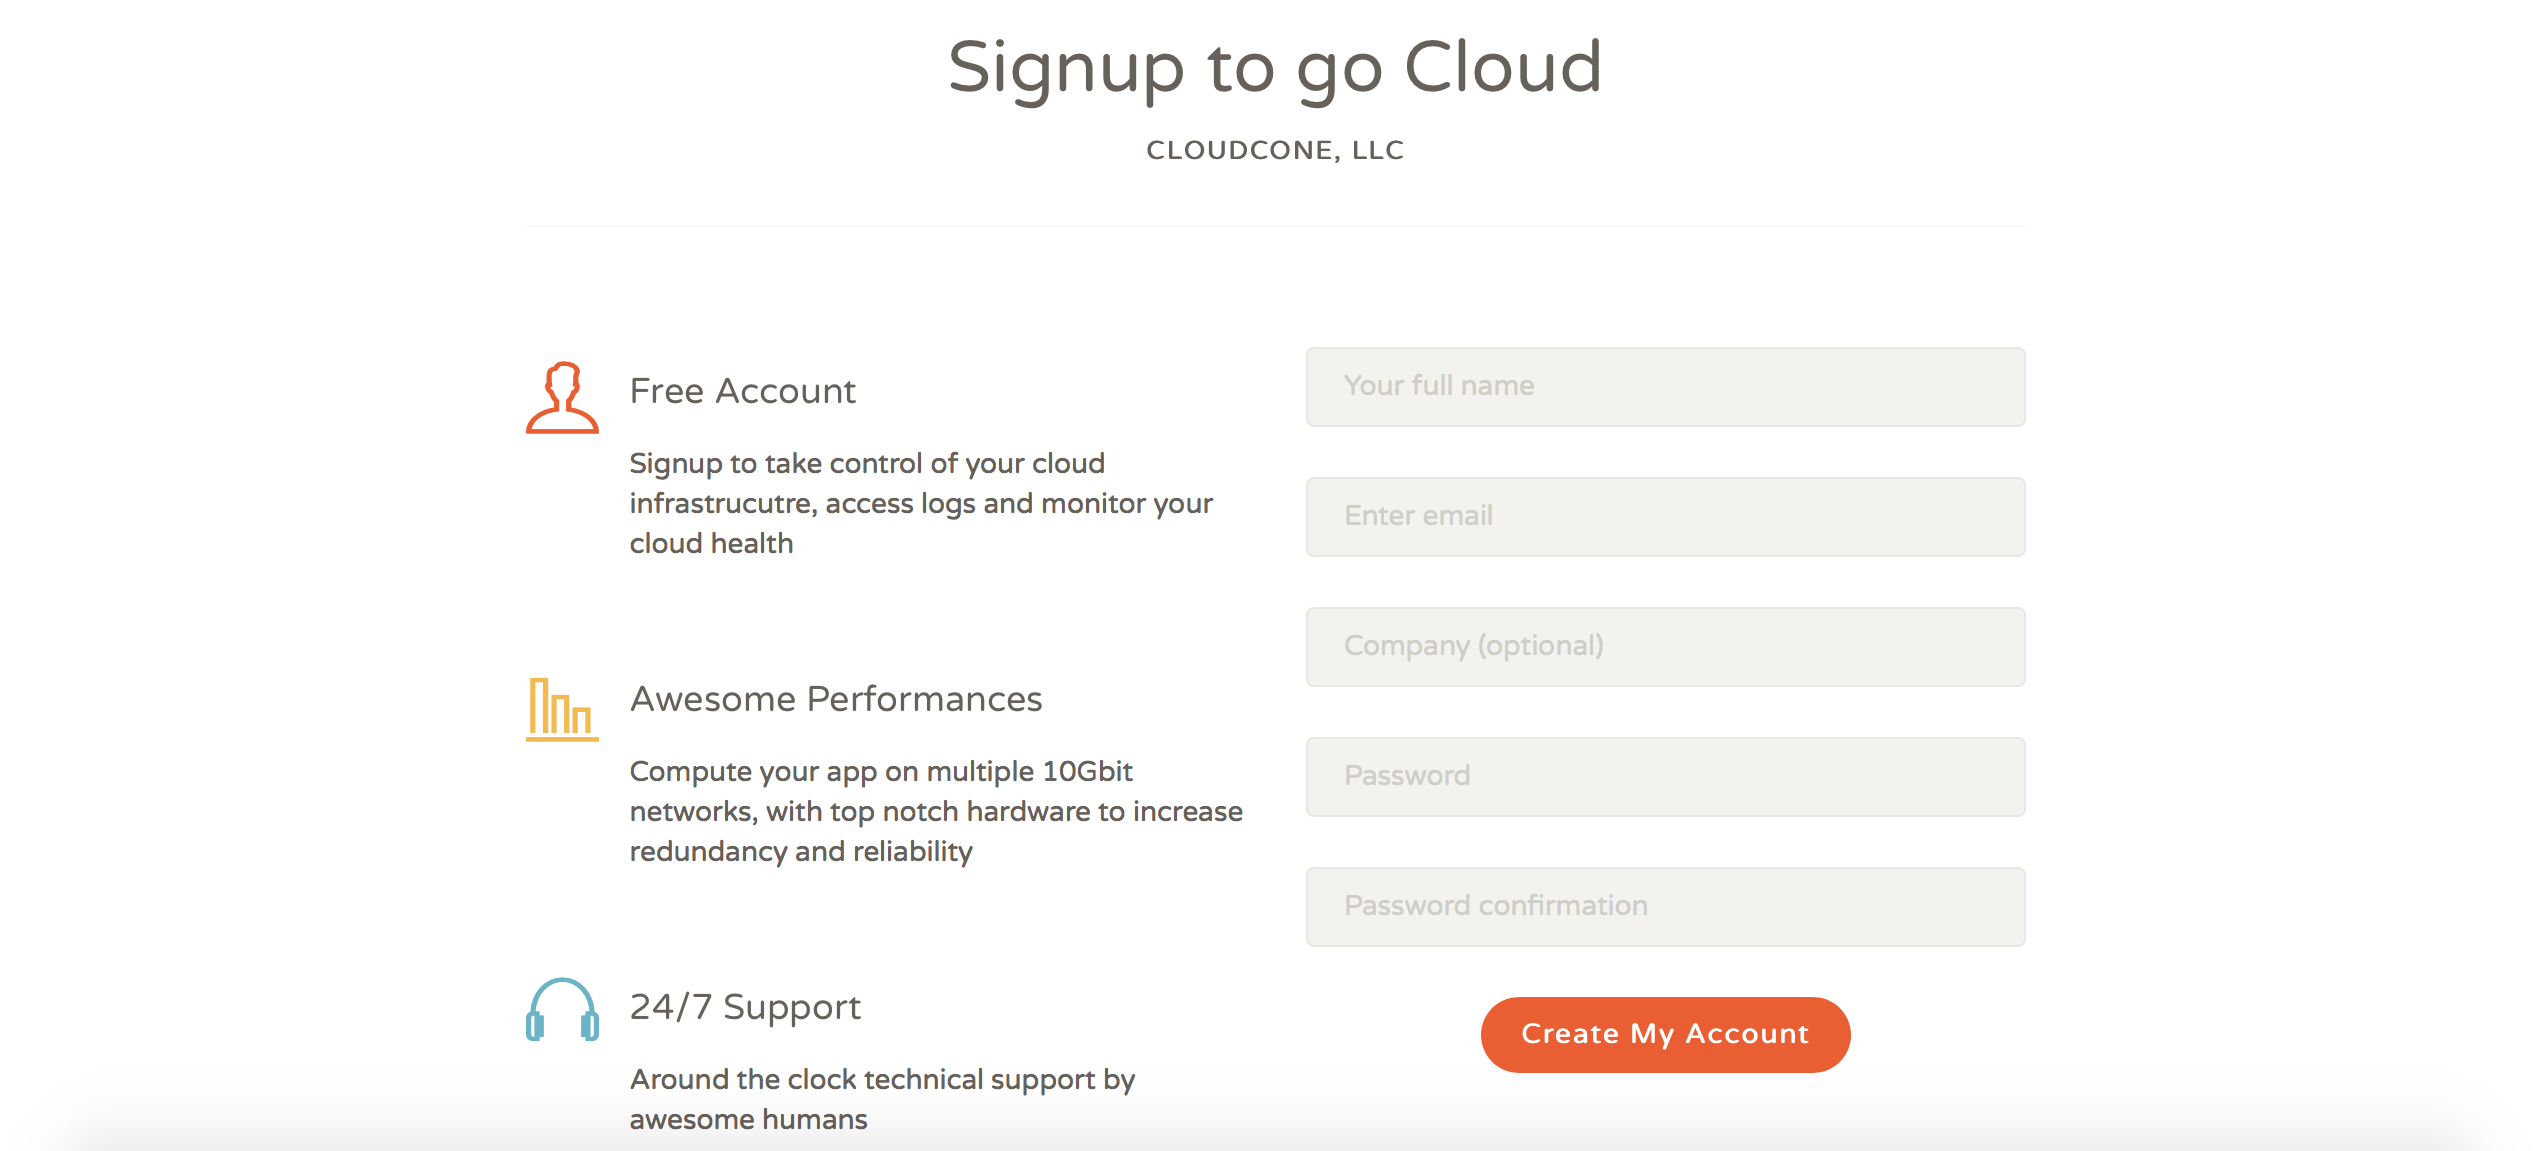 Signup to go Cloud
CLOUDCONE, LLC
Free Account
Signup to take control of your cloud
infrastrucutre, access logs and monitor your
cloud health
Awesome Performances
Compute your app on multiple 10Gbit
networks, with top notch hardware to increase
redundancy and reliability
24/7 Support
Around the clock technical support by
awesome humans
Your full name
Enter email
Company (optional)
Password
Password confirmation
Create My Account